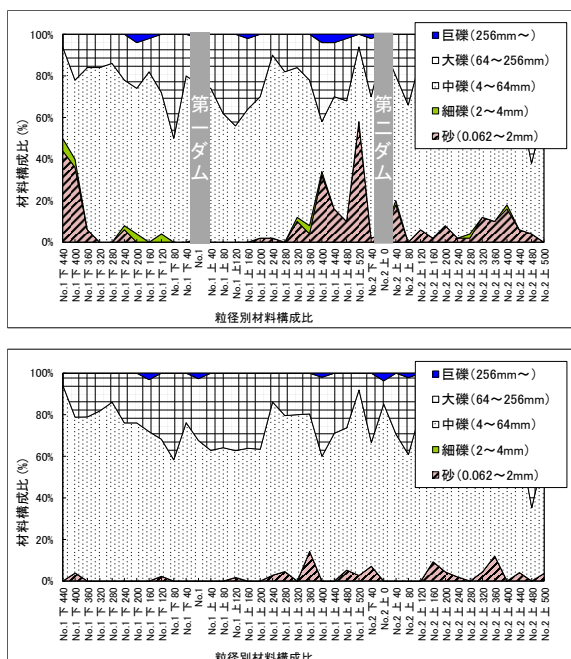 100%
80%
60%
40%
20%
0%
材料構成比(%)
第一ダム
第二ダム
巨礫(256mm～)
大礫(64～256mm)
中礫(4～64mm)
細礫(2～4mm)
砂(0.062～2mm)
No.1 下 440
No.1 下 400
No.1 下 360
No.1 下 320
No.1 下 280
No.1 下 240
No.1 下 200
No.1 下 160
No.1 下 120
No.1 下 80
No.1 下 40
No.1
No.1 上 40
No.1 上 80
No.1 上 120
No.1 上 160
No.1 上 200
No.1 上 240
No.1 上 280
No.1 上 320
No.1 上 360
No.1 上 400
No.1 上 440
No.1 上 480
No.1 上 520
No.2 下 40
No.2 上 0
No.2 上 40
No.2 上 80
No.2 上 120
No.2 上 160
No.2 上 200
No.2 上 240
No.2 上 280
No.2 上 320
No.2 上 360
No.2 上 400
No.2 上 440
No.2 上 480
No.2 上 500
粒径別材料構成比
100%
80%
60%
40%
20%
0%
材料構成比(%)
巨礫(256mm～)
大礫(64～256mm)
中礫(4～64mm)
細礫(2～4mm)
砂(0.062～2mm)
No.1 下 440
No.1 下 400
No.1 下 360
No.1 下 320
No.1 下 280
No.1 下 240
No.1 下 200
No.1 下 160
No.1 下 120
No.1 下 80
No.1 下 40
No.1
No.1 上 40
No.1 上 80
No.1 上 120
No.1 上 160
No.1 上 200
No.1 上 240
No.1 上 280
No.1 上 320
No.1 上 360
No.1 上 400
No.1 上 440
No.1 上 480
No.1 上 520
No.2 下 40
No.2 上 0
No.2 上 40
No.2 上 80
No.2 上 120
No.2 上 160
No.2 上 200
No.2 上 240
No.2 上 280
No.2 上 320
No.2 上 360
No.2 上 400
No.2 上 440
No.2 上 480
No.2 上 500
粒径別材料構成比